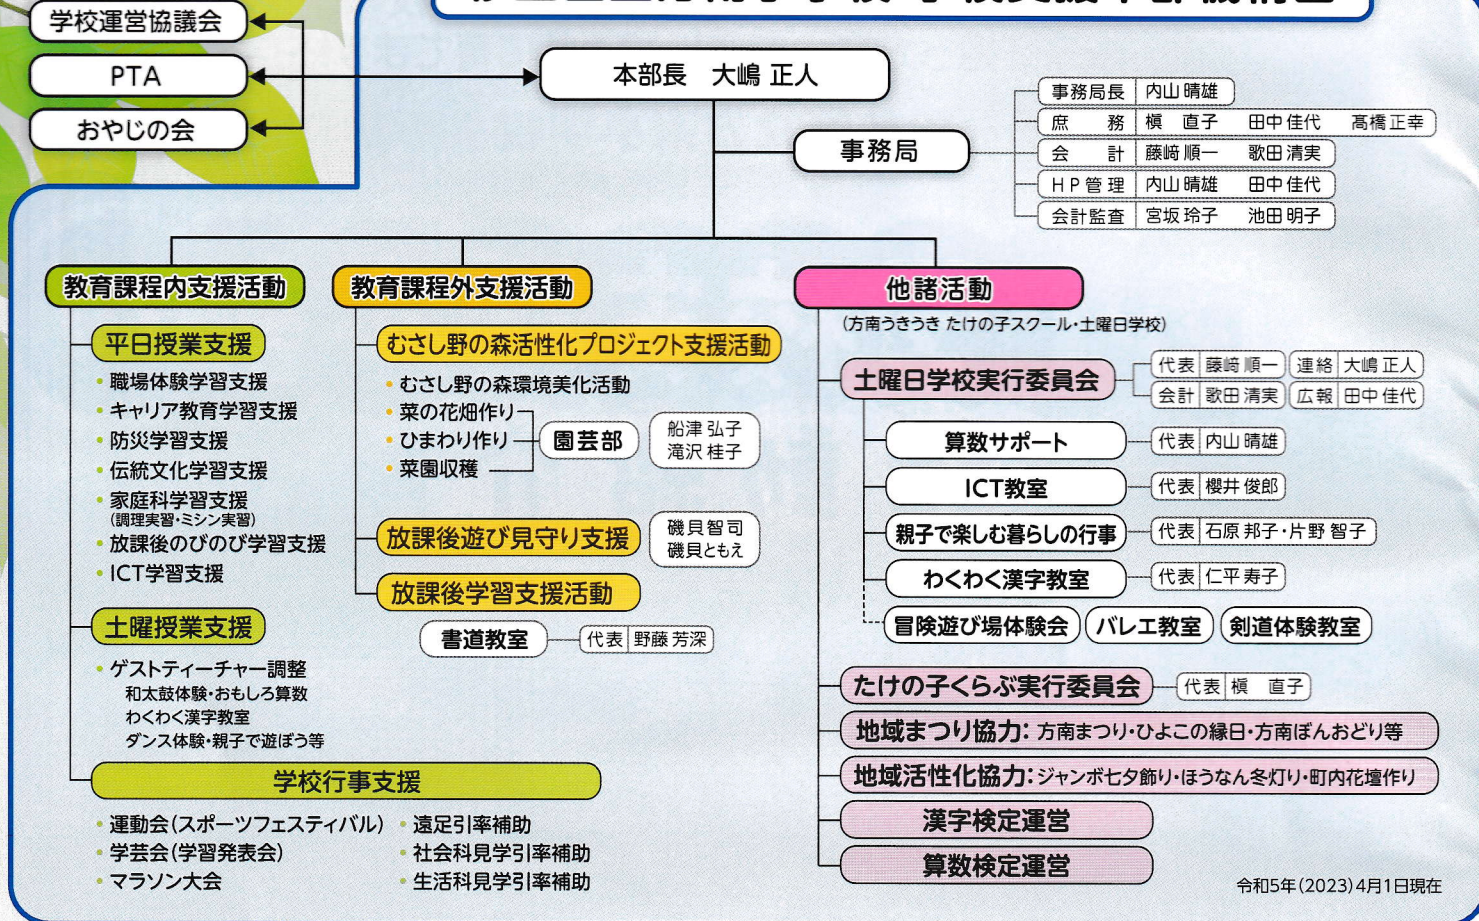 学校運営協議会
PTA
おやじの会
本部長 大嶋 正人
事務局
事務局長 内山 晴雄
庶務 槇 直子 田中 佳代 髙橋 正幸
会計 藤﨑 順一 歌田 清実
HP管理 内山 晴雄 田中 佳代
会計監査 宮坂 玲子 池田 明子
教育課程内支援活動
平日授業支援
・職場体験学習支援
・キャリア教育学習支援
・防災学習支援
・伝統文化学習支援
・家庭科学習支援
(調理実習・ミシン実習)
・放課後のびのび学習支援
・ICT学習支援
土曜授業支援
・ゲストティーチャー調整
和太鼓体験・おもしろ算数
わくわく漢字教室
ダンス体験・親子で遊ぼう等
学校行事支援
・運動会(スポーツフェスティバル)
・学芸会(学習発表会)
・マラソン大会
・遠足引率補助
・社会科見学引率補助
・生活科見学引率補助
教育課程外支援活動
むさし野の森活性化プロジェクト支援活動
・むさし野の森環境美化活動
・菜の花畑作り
・ひまわり作り
・菜園収穫
園芸部
船津 弘子
滝沢 桂子
放課後遊び見守り支援
磯貝 智司
磯貝 ともえ
放課後学習支援活動
書道教室 代表 野藤 芳深
他諸活動
(方南うきうき たけの子スクール・土曜日学校)
土曜日学校実行委員会
代表 藤﨑 順一 連絡 大嶋 正人
会計 歌田 清実 広報 田中 佳代
算数サポート 代表 内山 晴雄
ICT教室 代表 櫻井 俊郎
親子で楽しむ暮らしの行事 代表 石原 邦子・片野 智子
わくわく漢字教室 代表 仁平 寿子
冒険遊び場体験会 バレエ教室 剣道体験教室
たけの子くらぶ実行委員会 代表 槇 直子
地域まつり協力:方南まつり・ひよこの縁日・方南ぼんおどり等
地域活性化協力:ジャンボ七夕飾り・ほうなん冬灯り・町内花壇作り
漢字検定運営
算数検定運営
令和5年(2023)4月1日現在